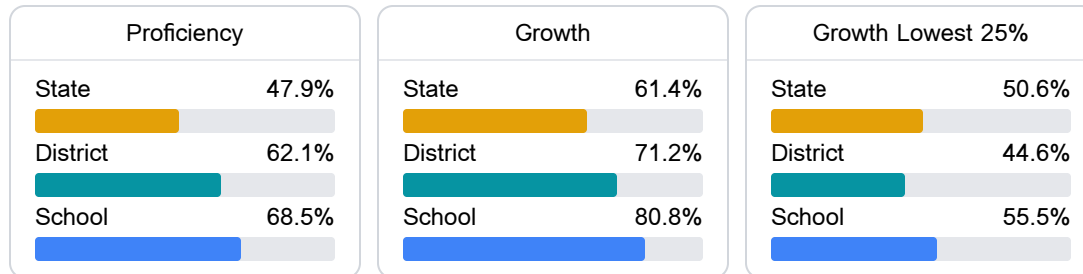 Proficiency
State 47.9%
District 62.1%
School 68.5%
Growth
State 61.4%
District 71.2%
School 80.8%
Growth Lowest 25%
State 50.6%
District 44.6%
School 55.5%